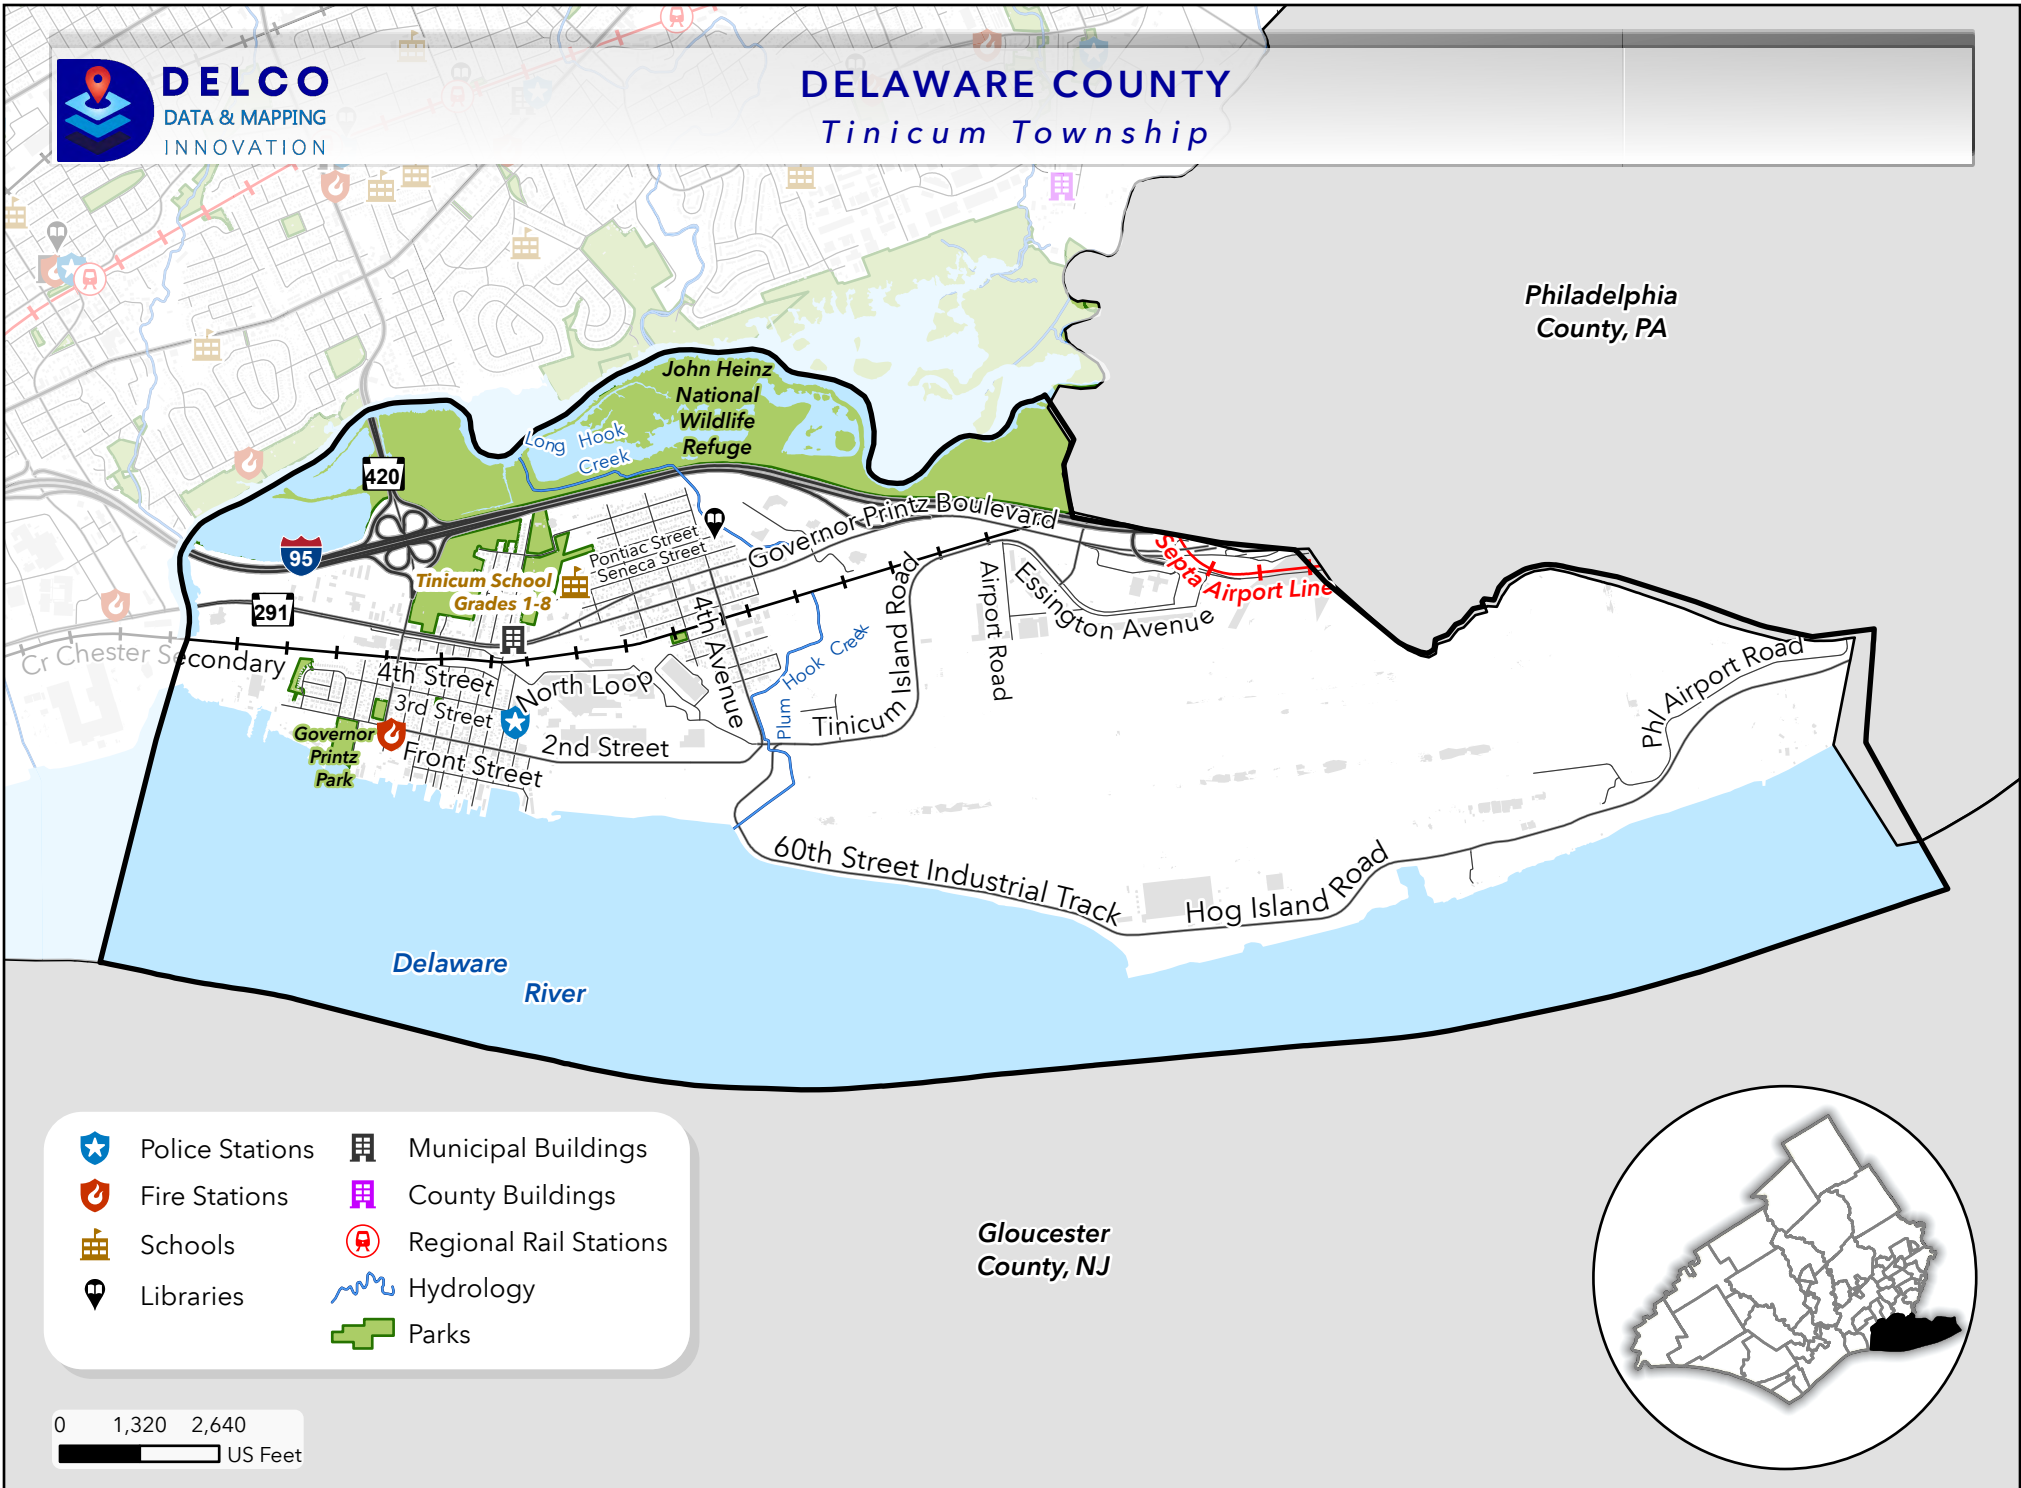 DELCO
DATA & MAPPING
INNOVATION
DELAWARE COUNTY
Tinicum Township
Philadelphia
County, PA
John Heinz
National
Wildlife
Refuge
Long Hook
Creek
420
95
291
Governor Printz Boulevard
Pontiac Street
Seneca Street
Tinicum School
Grades 1-8
Septa Airport Line
Essington Avenue
Airport Road
Tinicum Island Road
4th Avenue
Plum Hook Creek
Cr Chester Secondary
4th Street
North Loop
3rd Street
2nd Street
Front Street
Governor
Printz
Park
Tinicum
Phl Airport Road
60th Street Industrial Track
Hog Island Road
Delaware
River
Gloucester
County, NJ
Police Stations
Fire Stations
Schools
Libraries
Municipal Buildings
County Buildings
Regional Rail Stations
Hydrology
Parks
0 1,320 2,640
US Feet